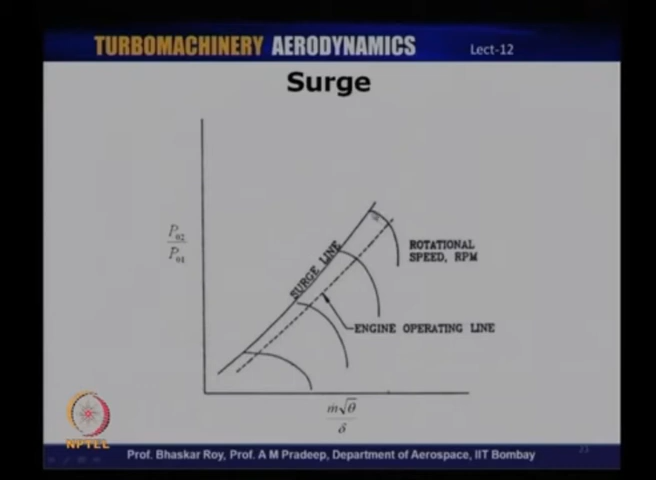 TURBOMACHINERY AERODYNAMICS Lect-12
Surge
P₀₂
P₀₁
SURGE LINE
ROTATIONAL
SPEED, RPM
ENGINE OPERATING LINE
ṁ√θ
δ
NPTEL
Prof. Bhaskar Roy, Prof. A M Pradeep, Department of Aerospace, IIT Bombay